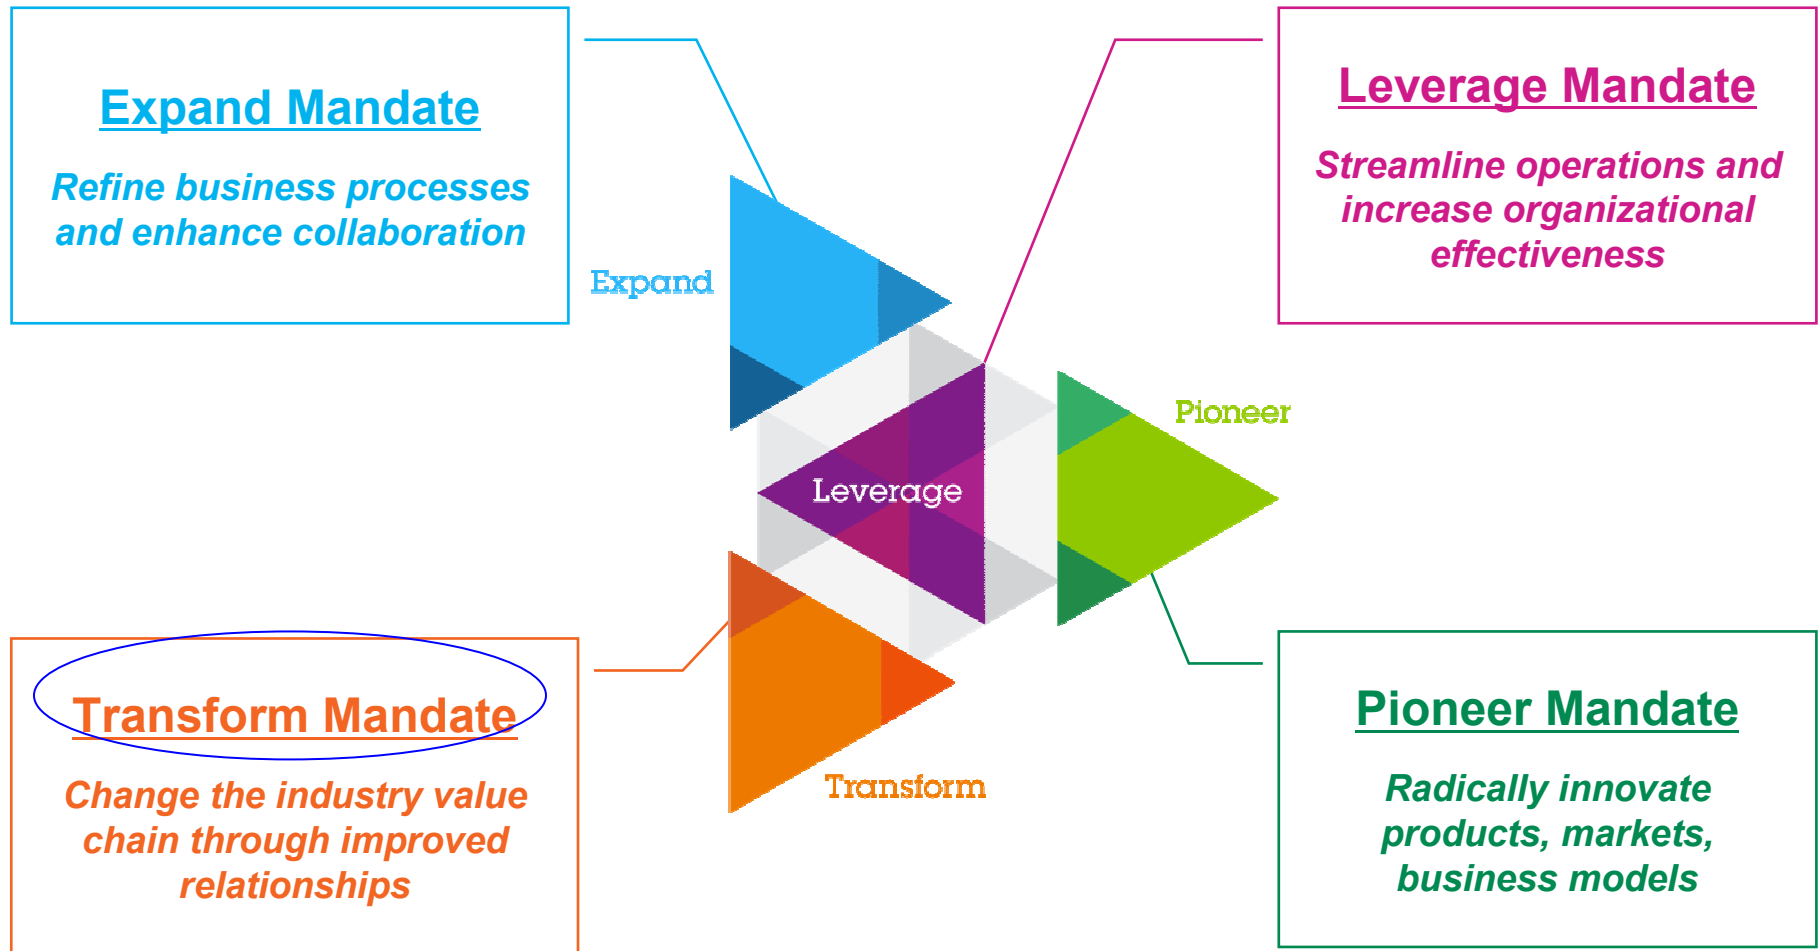 Expand Mandate
Refine business processes
and enhance collaboration
Leverage Mandate
Streamline operations and
increase organizational
effectiveness
Expand
Pioneer
Leverage
Transform
Transform Mandate
Change the industry value
chain through improved
relationships
Pioneer Mandate
Radically innovate
products, markets,
business models